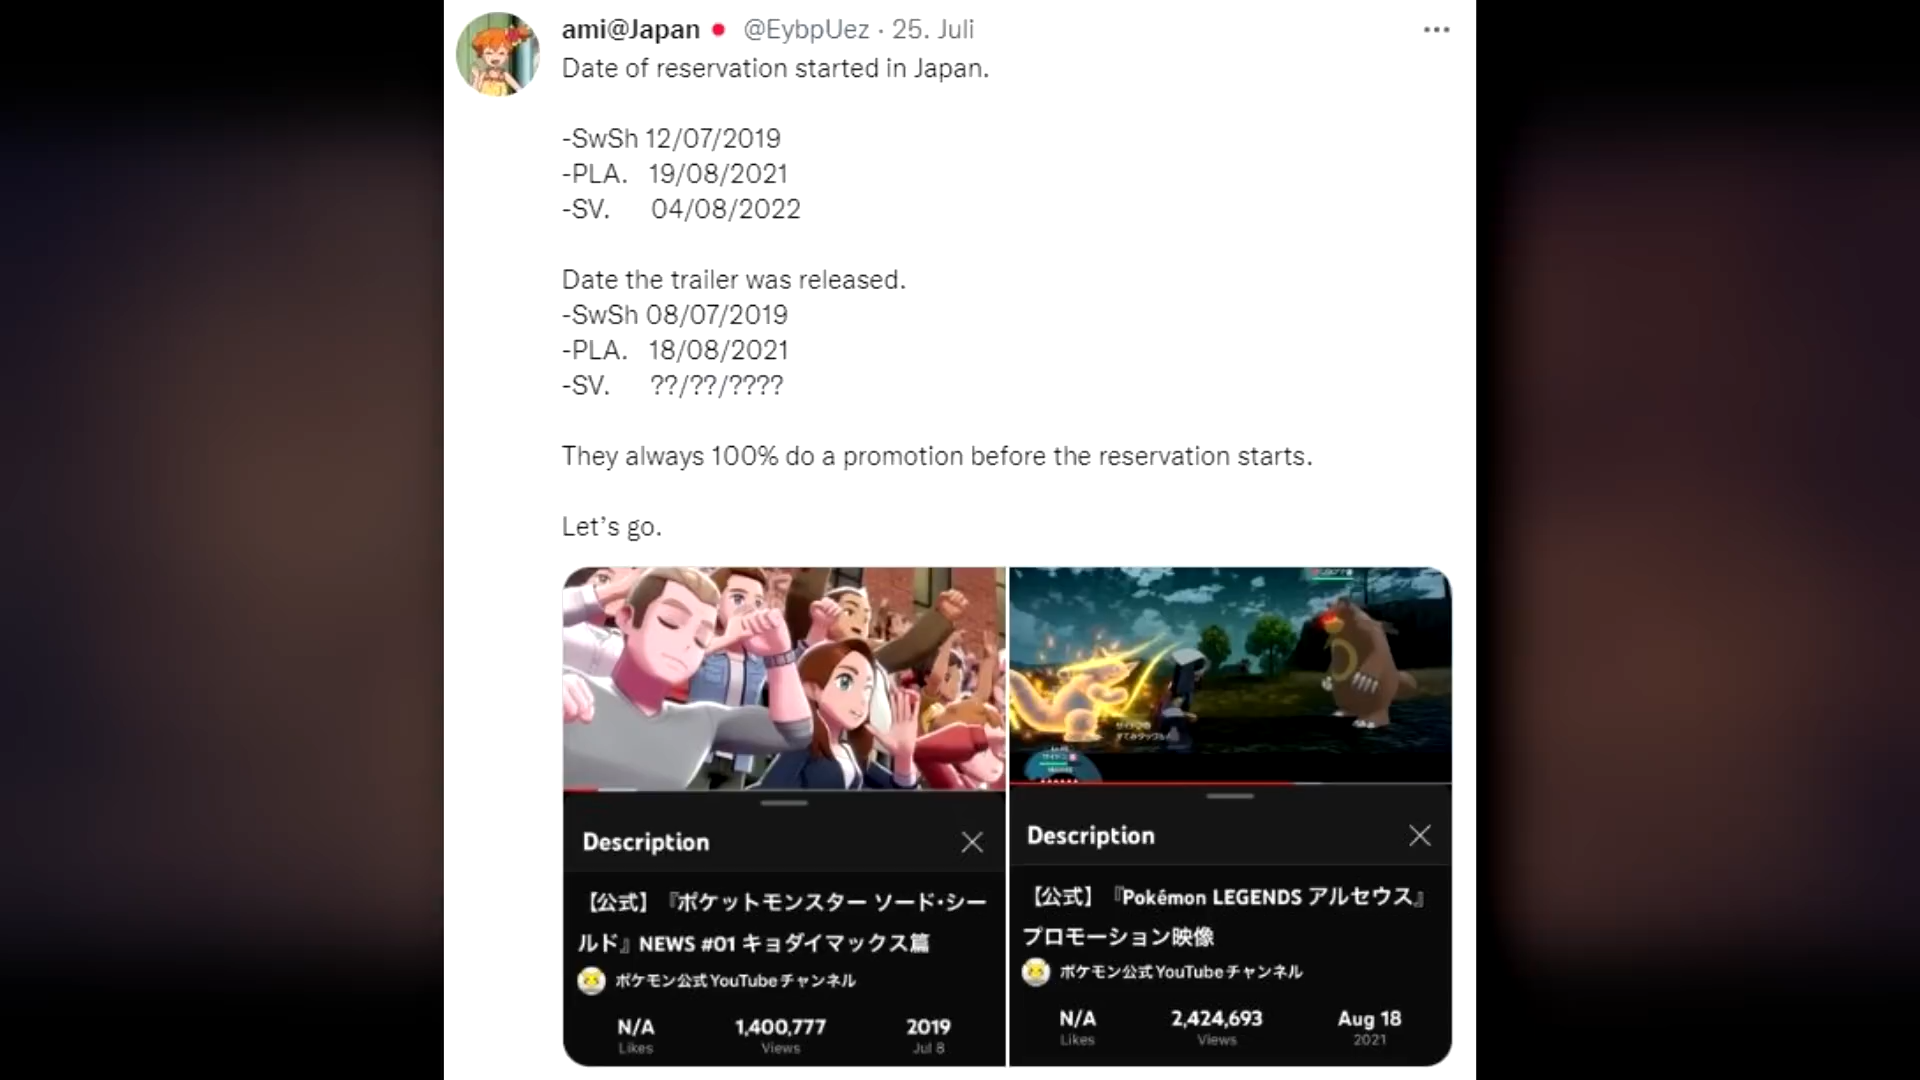 ami@Japan @EybpUez · 25. Juli
Date of reservation started in Japan.
-SwSh 12/07/2019
-PLA. 19/08/2021
-SV. 04/08/2022
Date the trailer was released.
-SwSh 08/07/2019
-PLA. 18/08/2021
-SV. ??/??/????
They always 100% do a promotion before the reservation starts.
Let’s go.
Description
【公式】『ポケットモンスター ソード・シー
ルド』NEWS #01 キョダイマックス篇
ポケモン公式YouTubeチャンネル
N/A 1,400,777 2019
Likes Views Jul 8
Description
【公式】『Pokémon LEGENDS アルセウス』
プロモーション映像
ポケモン公式YouTubeチャンネル
N/A 2,424,693 Aug 18
Likes Views 2021